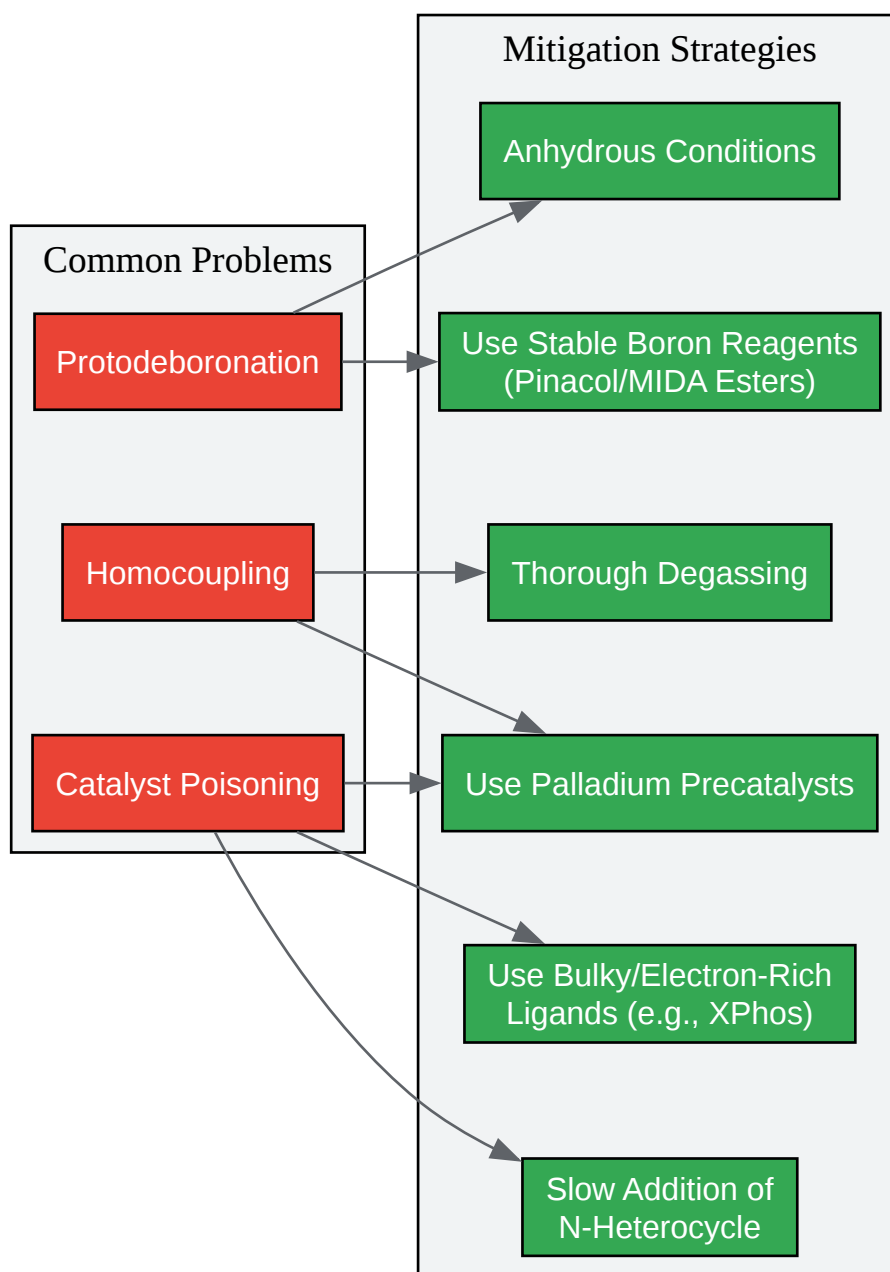 Common Problems
Protodeboronation
Homocoupling
Catalyst Poisoning
Mitigation Strategies
Anhydrous Conditions
Use Stable Boron Reagents
(Pinacol/MIDA Esters)
Thorough Degassing
Use Palladium Precatalysts
Use Bulky/Electron-Rich
Ligands (e.g., XPhos)
Slow Addition of
N-Heterocycle